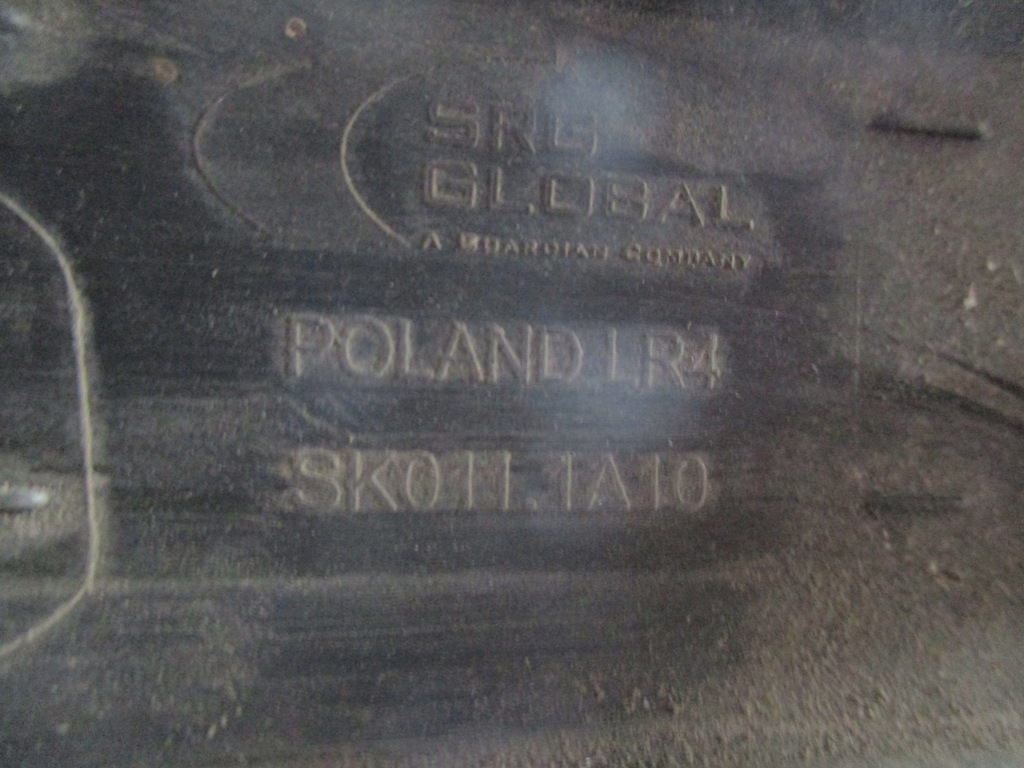 SRG
GLOBAL
A GUARDIAN COMPANY
POLAND LR4
SK011.1A10